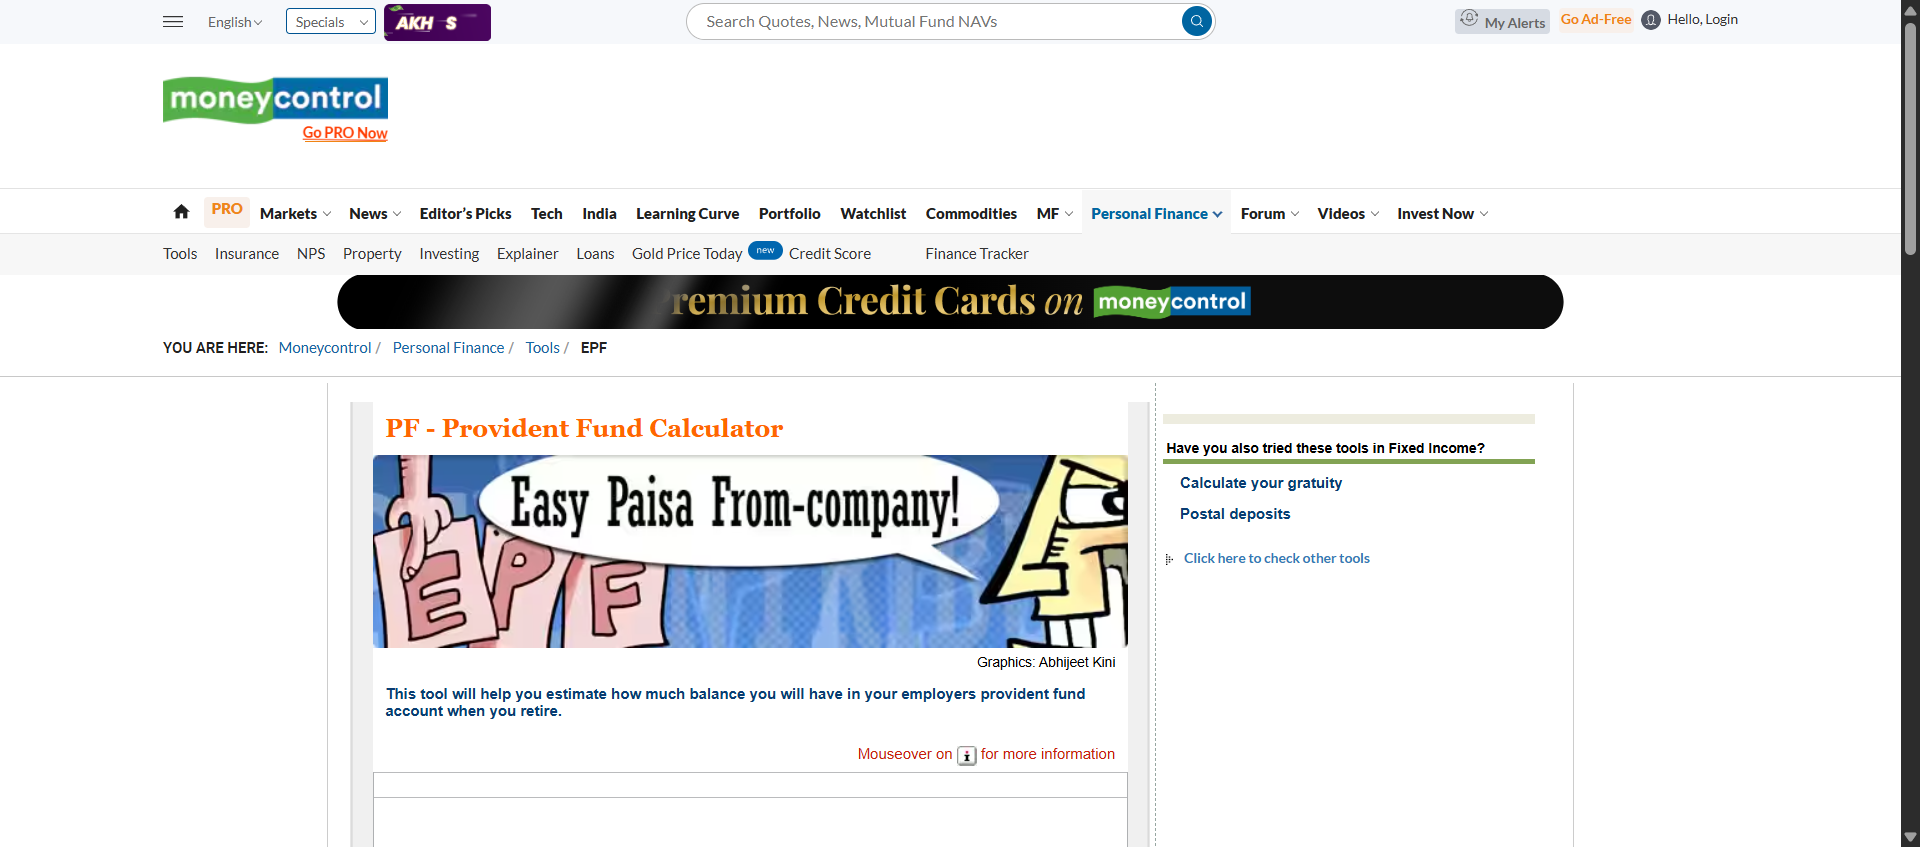 English
Specials
AKH S
Search Quotes, News, Mutual Fund NAVs
My Alerts
Go Ad-Free
Hello, Login
moneycontrol
Go PRO Now
PRO Markets News Editor's Picks Tech India Learning Curve Portfolio Watchlist Commodities MF Personal Finance Forum Videos Invest Now
Tools Insurance NPS Property Investing Explainer Loans Gold Price Today new Credit Score Finance Tracker
remium Credit Cards on moneycontrol
YOU ARE HERE: Moneycontrol / Personal Finance / Tools / EPF
PF - Provident Fund Calculator
Easy Paisa From-company!
EPF
Graphics: Abhijeet Kini
This tool will help you estimate how much balance you will have in your employers provident fund
account when you retire.
Mouseover on i for more information
Have you also tried these tools in Fixed Income?
Calculate your gratuity
Postal deposits
Click here to check other tools